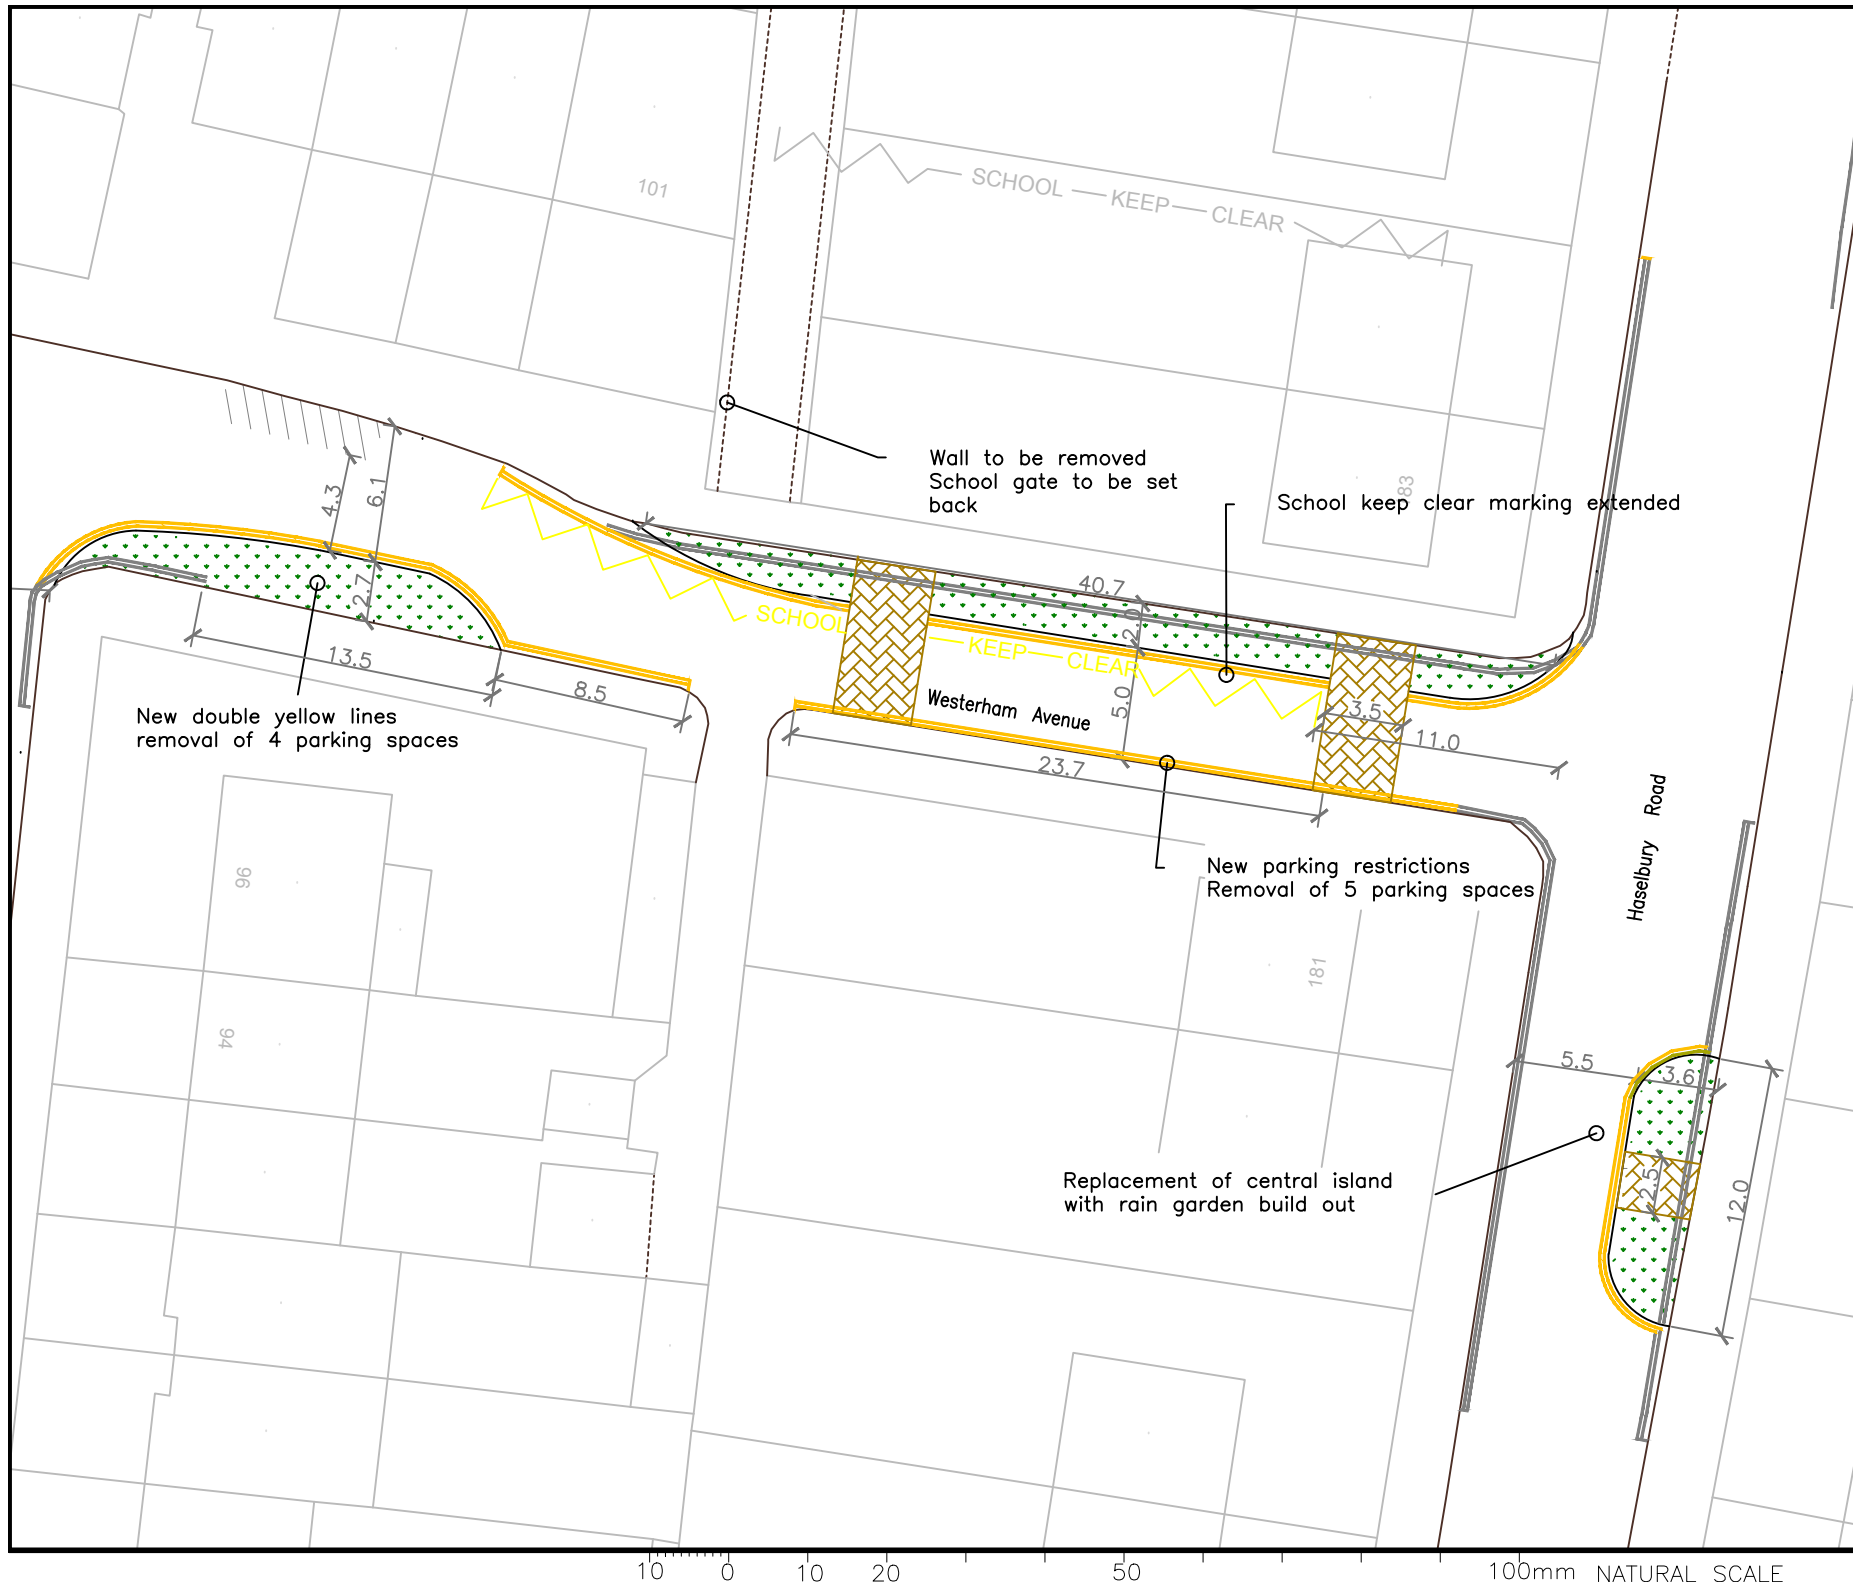 101
SCHOOL KEEP CLEAR
Wall to be removed
School gate to be set
back
83
School keep clear marking extended
4.3
6.1
2.7
13.5
8.5
New double yellow lines
removal of 4 parking spaces
40.7
2.0
SCHOOL KEEP CLEAR
5.0
Westerham Avenue
3.5
11.0
23.7
Haselbury Road
New parking restrictions
Removal of 5 parking spaces
96
94
181
5.5
3.6
2.5
12.0
Replacement of central island
with rain garden build out
10 0 10 20 50 100mm NATURAL SCALE